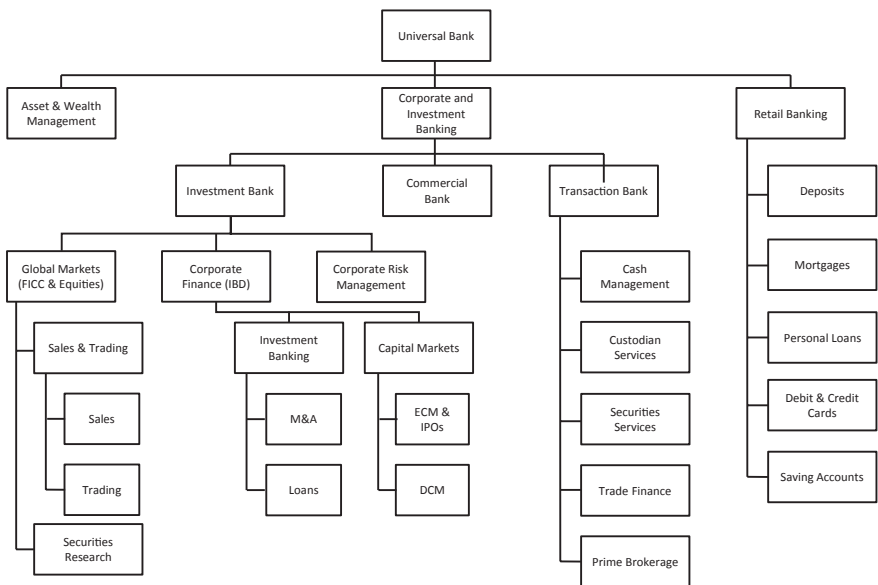 Universal Bank
Asset & Wealth
Management
Corporate and
Investment
Banking
Retail Banking
Investment Bank
Commercial
Bank
Transaction Bank
Deposits
Global Markets
(FICC & Equities)
Corporate
Finance (IBD)
Corporate Risk
Management
Cash
Management
Mortgages
Sales & Trading
Investment
Banking
Capital Markets
Custodian
Services
Personal Loans
Sales
M&A
ECM &
IPOs
Securities
Services
Debit & Credit
Cards
Trading
Loans
DCM
Trade Finance
Saving Accounts
Securities
Research
Prime Brokerage